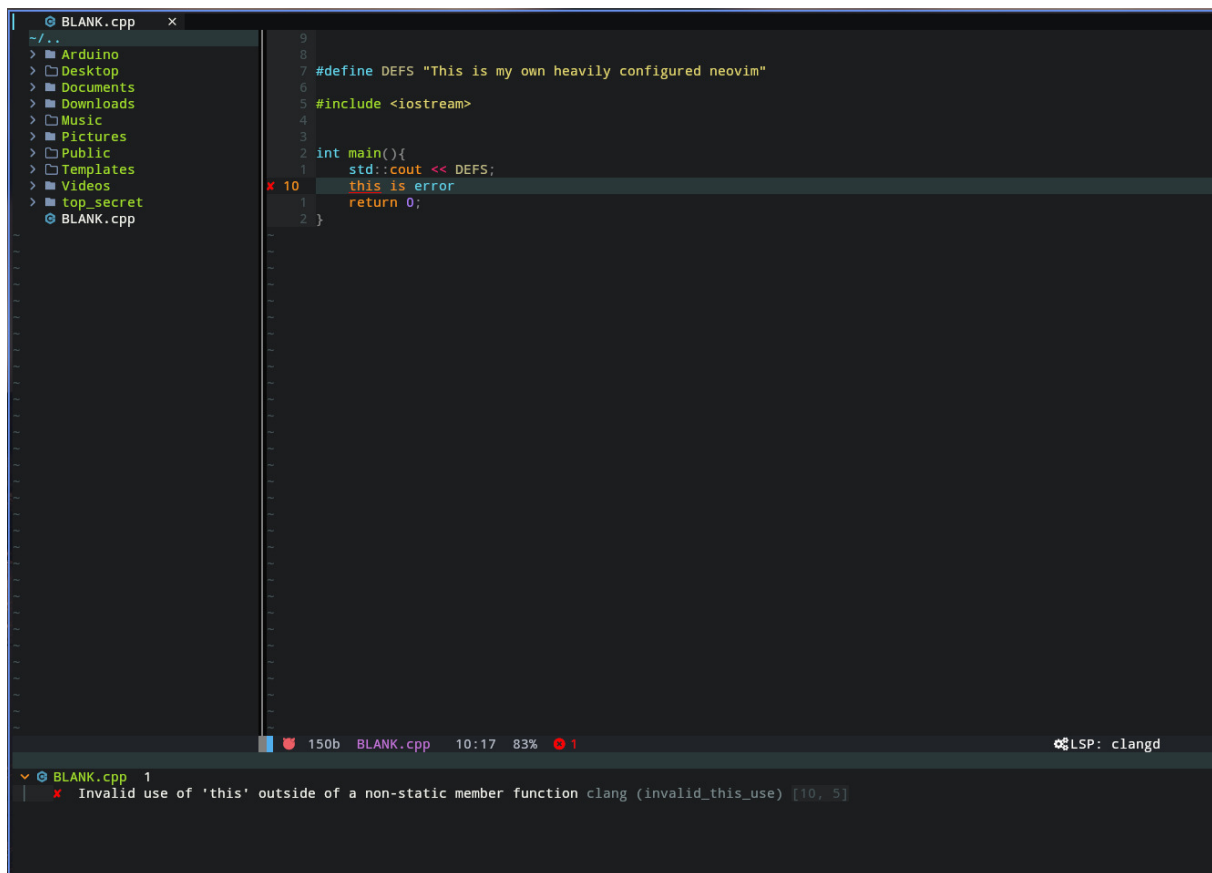 BLANK.cpp ×
~/..
> Arduino
> Desktop
> Documents
> Downloads
> Music
> Pictures
> Public
> Templates
> Videos
> top_secret
BLANK.cpp
9
8
7 #define DEFS "This is my own heavily configured neovim"
6
5 #include <iostream>
4
3
2 int main(){
1     std::cout << DEFS;
✘ 10     this is error
1     return 0;
2 }
150b BLANK.cpp 10:17 83% 1 LSP: clangd
BLANK.cpp 1
✘ Invalid use of 'this' outside of a non-static member function clang (invalid_this_use) [10, 5]